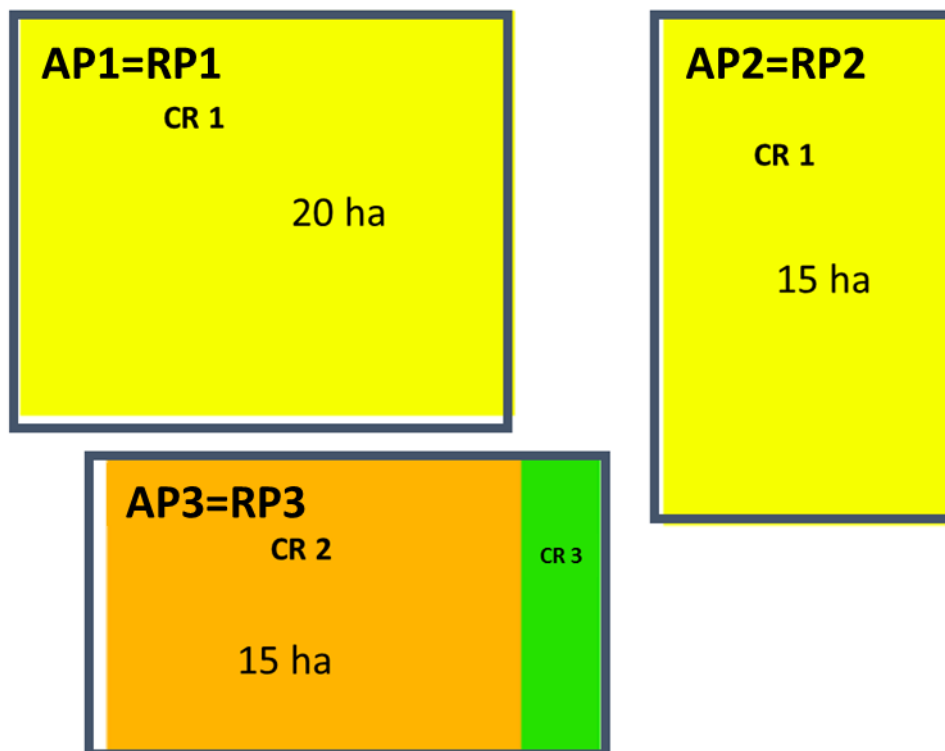 AP1=RP1
CR 1
20 ha
AP2=RP2
CR 1
15 ha
AP3=RP3
CR 2
CR 3
15 ha